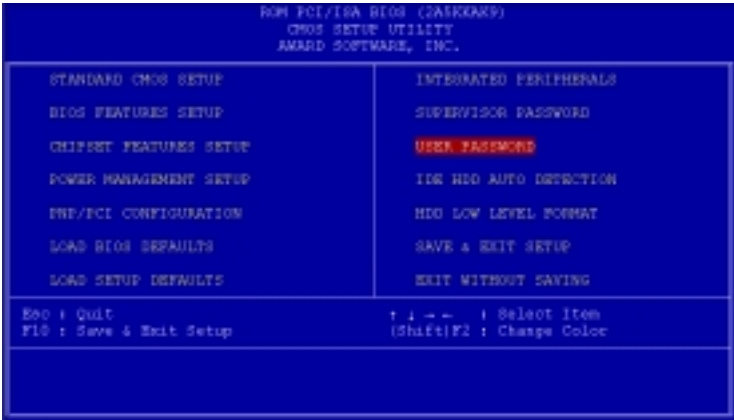 ROM PCI/ISA BIOS (2A5KKAK9)
CMOS SETUP UTILITY
AWARD SOFTWARE, INC.
STANDARD CMOS SETUP
BIOS FEATURES SETUP
CHIPSET FEATURES SETUP
POWER MANAGEMENT SETUP
PNP/PCI CONFIGURATION
LOAD BIOS DEFAULTS
LOAD SETUP DEFAULTS
INTEGRATED PERIPHERALS
SUPERVISOR PASSWORD
USER PASSWORD
IDE HDD AUTO DETECTION
HDD LOW LEVEL FORMAT
SAVE & EXIT SETUP
EXIT WITHOUT SAVING
Esc : Quit
F10 : Save & Exit Setup
↑ ↓ → ← : Select Item
(Shift)F2 : Change Color